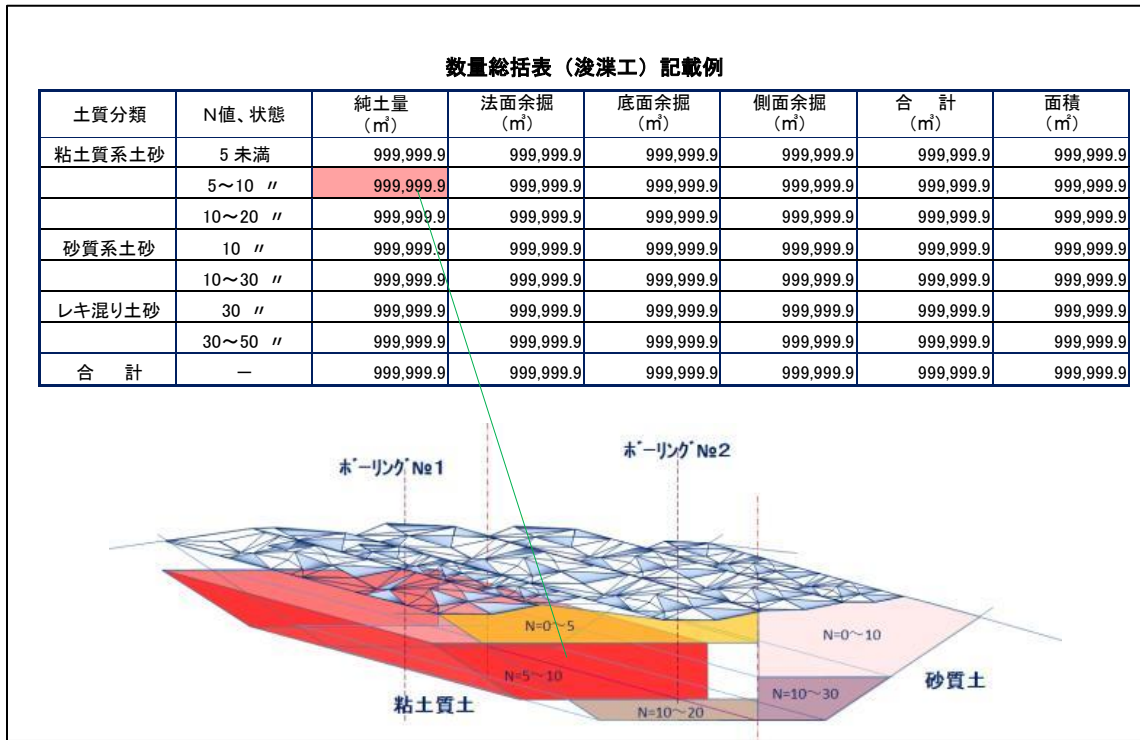 数量総括表（浚渫工）記載例
土質分類 N値、状態 純土量（㎥） 法面余掘（㎥） 底面余掘（㎥） 側面余掘（㎥） 合　計（㎥） 面積（㎡）
粘土質系土砂 5 未満 999,999.9 999,999.9 999,999.9 999,999.9 999,999.9 999,999.9
5～10 〃 999,999.9 999,999.9 999,999.9 999,999.9 999,999.9 999,999.9
10～20 〃 999,999.9 999,999.9 999,999.9 999,999.9 999,999.9 999,999.9
砂質系土砂 10 〃 999,999.9 999,999.9 999,999.9 999,999.9 999,999.9 999,999.9
10～30 〃 999,999.9 999,999.9 999,999.9 999,999.9 999,999.9 999,999.9
レキ混り土砂 30 〃 999,999.9 999,999.9 999,999.9 999,999.9 999,999.9 999,999.9
30～50 〃 999,999.9 999,999.9 999,999.9 999,999.9 999,999.9 999,999.9
合　計 － 999,999.9 999,999.9 999,999.9 999,999.9 999,999.9 999,999.9
ﾎﾞｰﾘﾝｸﾞ№1
ﾎﾞｰﾘﾝｸﾞ№2
N=0～5
N=0～10
N=5～10
砂質土
N=10～30
粘土質土
N=10～20